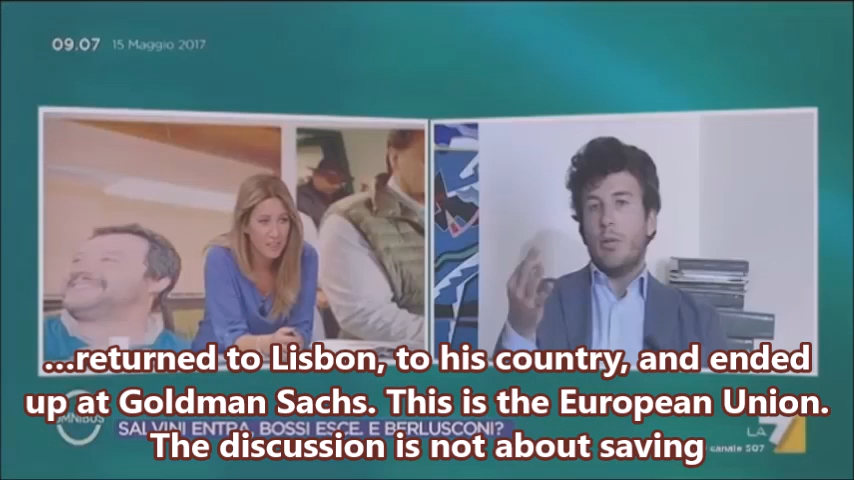 09.07 15 Maggio 2017
...returned to Lisbon, to his country, and ended
up at Goldman Sachs. This is the European Union.
OMNIBUS
SALVINI ENTRA, BOSSI ESCE. E BERLUSCONI?
The discussion is not about saving
LA 7
canale 507